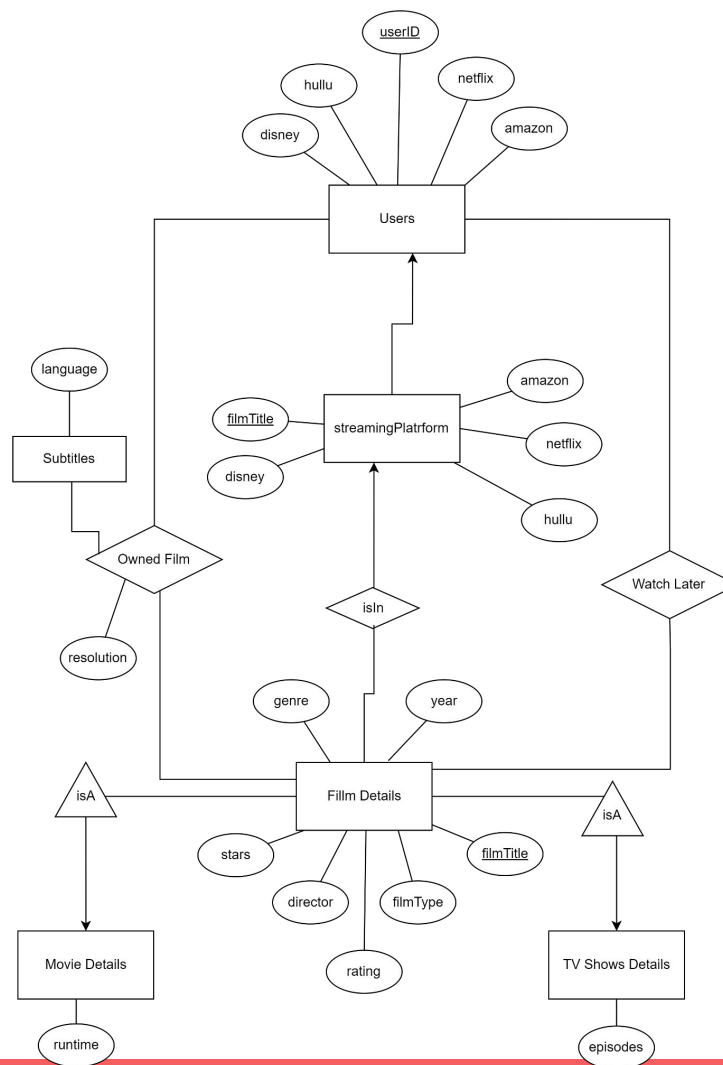 userID
hullu
netflix
disney
amazon
Users
language
amazon
filmTitle
streamingPlatrform
Subtitles
netflix
disney
hullu
Owned Film
Watch Later
isIn
resolution
genre
year
isA
Fillm Details
isA
stars
filmTitle
director
filmType
rating
Movie Details
TV Shows Details
runtime
episodes